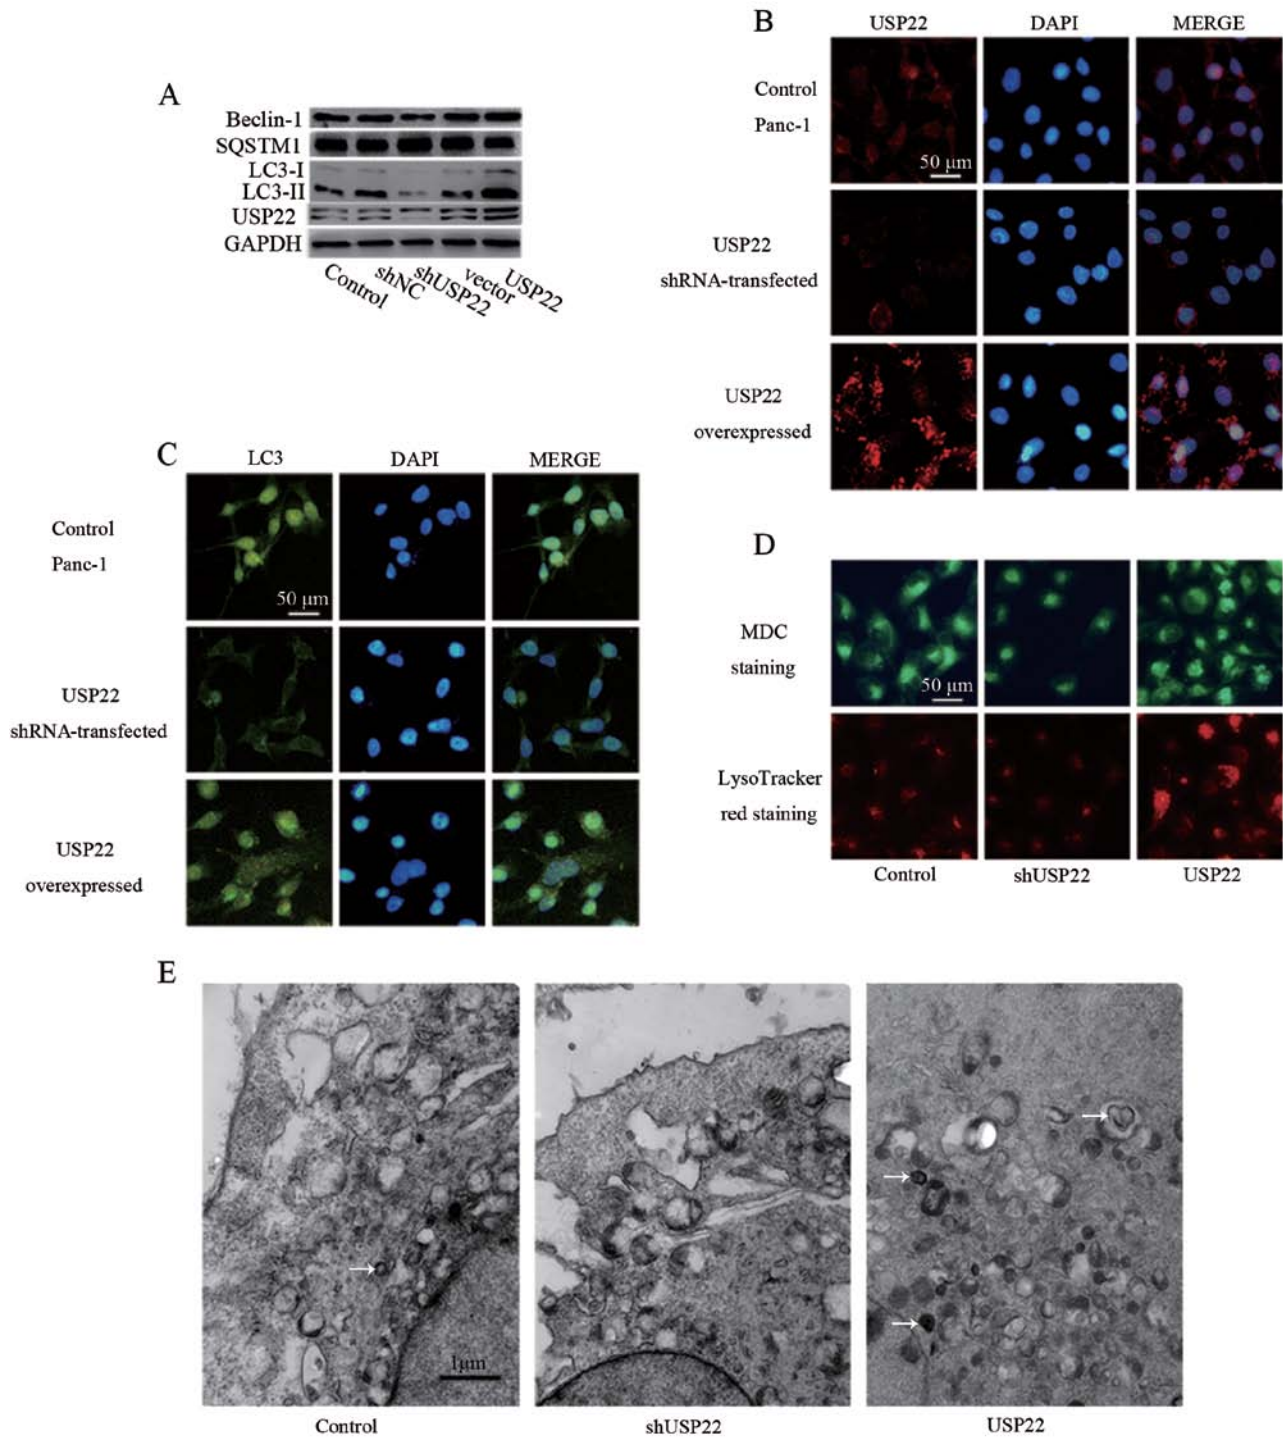 A
Beclin-1
SQSTM1
LC3-I
LC3-II
USP22
GAPDH
Control
shNC
shUSP22
vector
USP22
B
USP22 DAPI MERGE
Control
Panc-1
50 μm
USP22
shRNA-transfected
USP22
overexpressed
C
LC3 DAPI MERGE
Control
Panc-1
50 μm
USP22
shRNA-transfected
USP22
overexpressed
D
MDC
staining
50 μm
LysoTracker
red staining
Control shUSP22 USP22
E
1μm
Control shUSP22 USP22